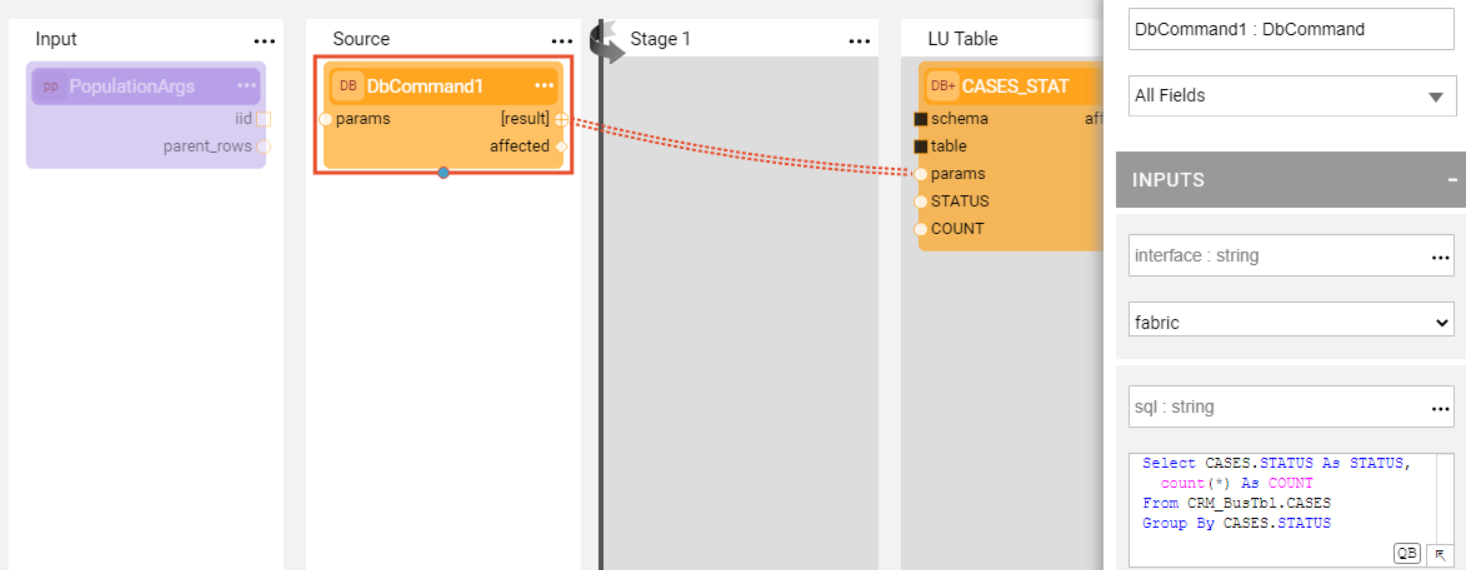 Input ...
pp PopulationArgs ...
iid
parent_rows
Source ...
DB DbCommand1 ...
params [result]
affected
Stage 1 ...
LU Table
DB+ CASES_STAT
schema aff
table
params
STATUS
COUNT
DbCommand1 : DbCommand
All Fields
INPUTS -
interface : string ...
fabric
sql : string ...
Select CASES.STATUS As STATUS,
count(*) As COUNT
From CRM_BusTbl.CASES
Group By CASES.STATUS
QB